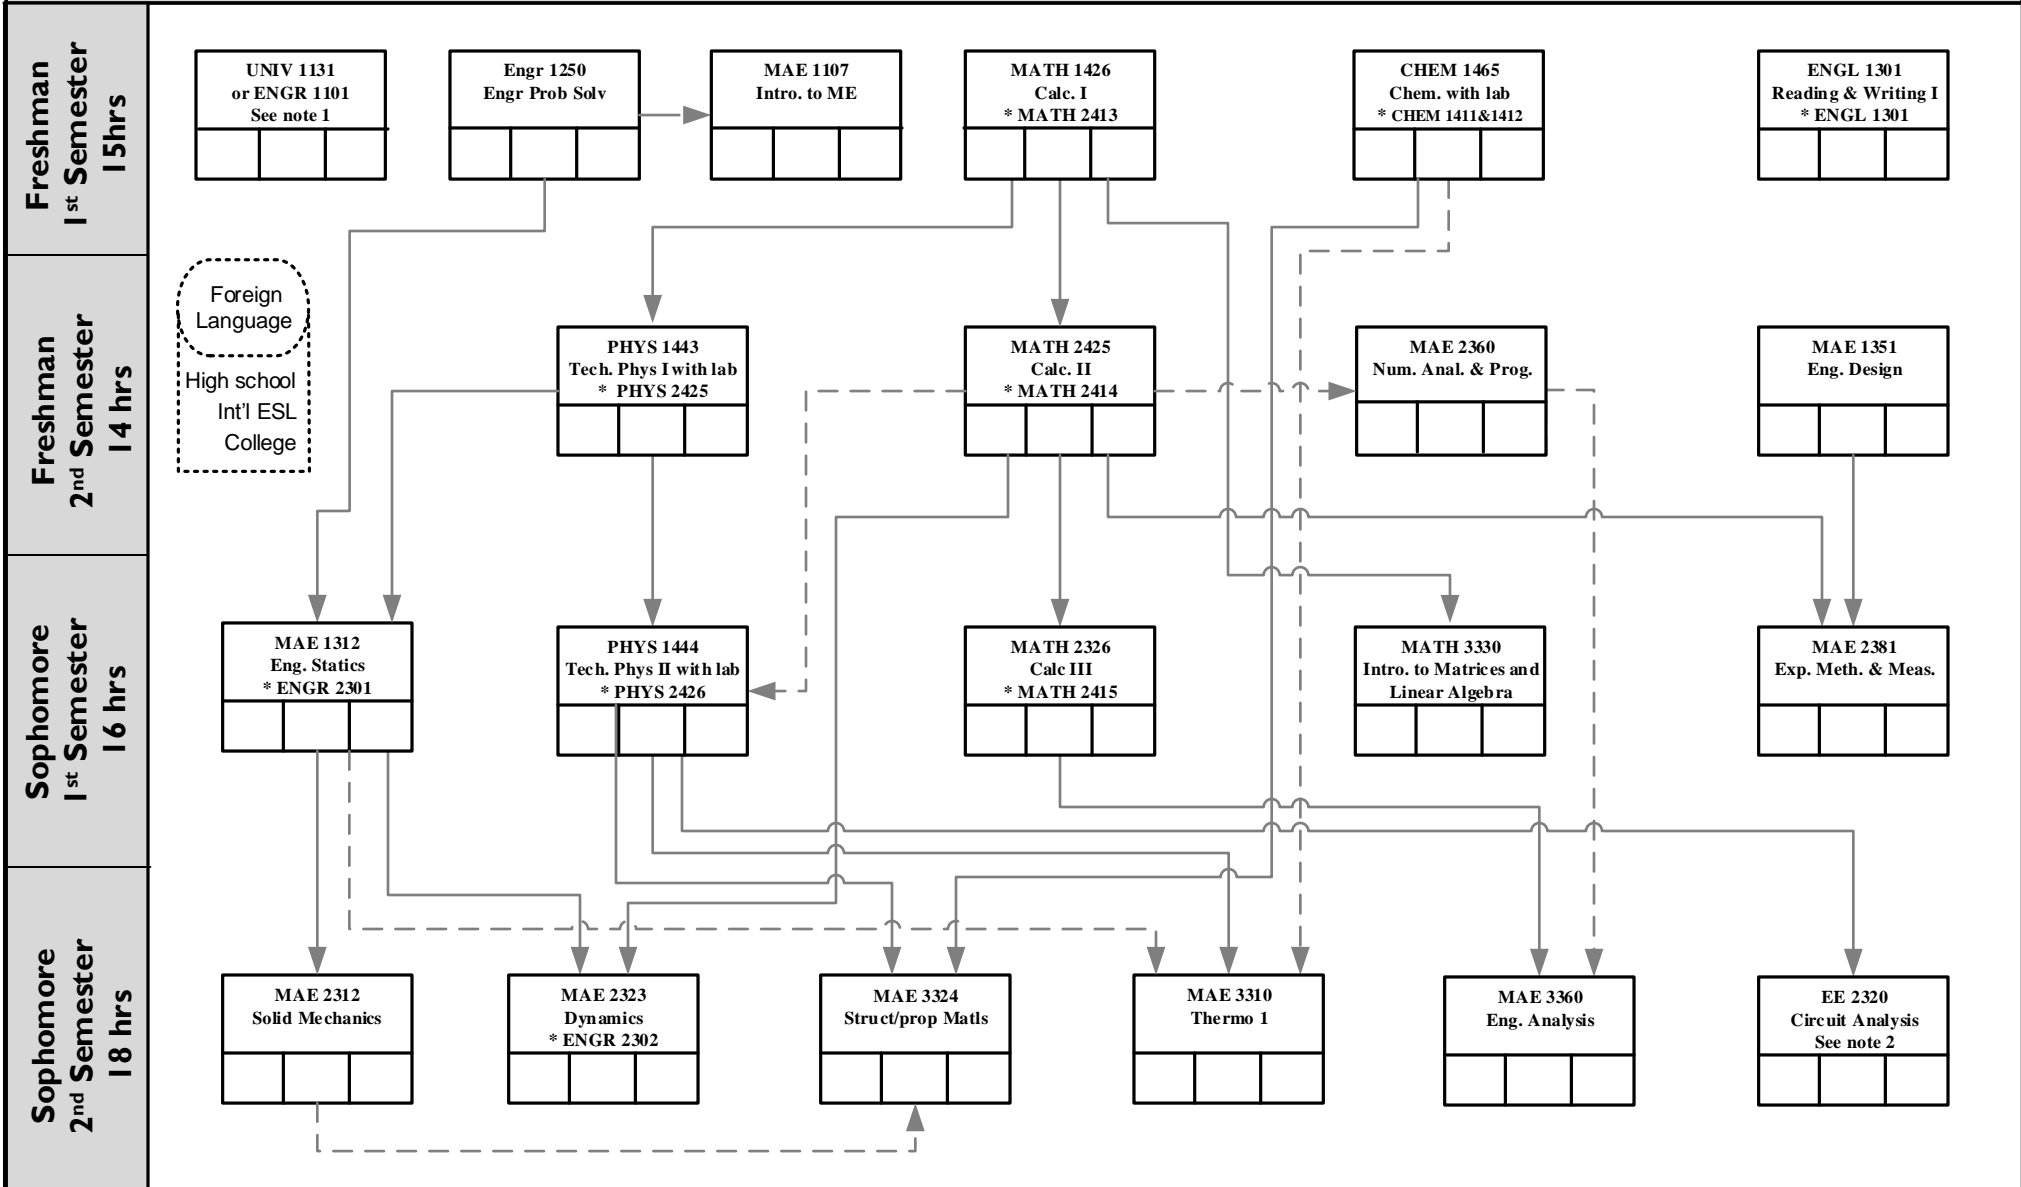 Freshman
1st Semester
15hrs
UNIV 1131
or ENGR 1101
See note 1
Engr 1250
Engr Prob Solv
MAE 1107
Intro. to ME
MATH 1426
Calc. I
* MATH 2413
CHEM 1465
Chem. with lab
* CHEM 1411&1412
ENGL 1301
Reading & Writing I
* ENGL 1301
Freshman
2nd Semester
14 hrs
Foreign
Language
High school
Int'l ESL
College
PHYS 1443
Tech. Phys I with lab
* PHYS 2425
MATH 2425
Calc. II
* MATH 2414
MAE 2360
Num. Anal. & Prog.
MAE 1351
Eng. Design
Sophomore
1st Semester
16 hrs
MAE 1312
Eng. Statics
* ENGR 2301
PHYS 1444
Tech. Phys II with lab
* PHYS 2426
MATH 2326
Calc III
* MATH 2415
MATH 3330
Intro. to Matrices and
Linear Algebra
MAE 2381
Exp. Meth. & Meas.
Sophomore
2nd Semester
18 hrs
MAE 2312
Solid Mechanics
MAE 2323
Dynamics
* ENGR 2302
MAE 3324
Struct/prop Matls
MAE 3310
Thermo 1
MAE 3360
Eng. Analysis
EE 2320
Circuit Analysis
See note 2